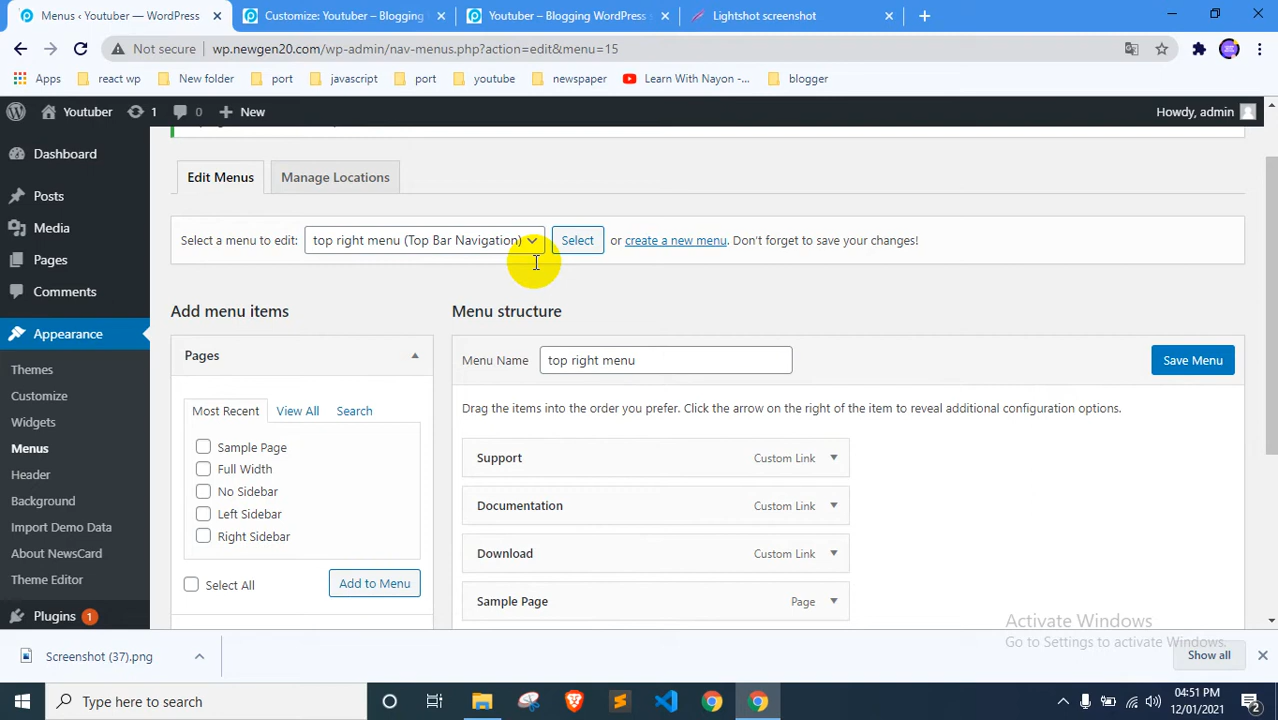 Menus ‹ Youtuber — WordPress
Customize: Youtuber – Blogging
Youtuber – Blogging WordPress
Lightshot screenshot
Not secure
wp.newgen20.com/wp-admin/nav-menus.php?action=edit&menu=15
Apps
react wp
New folder
port
javascript
port
youtube
newspaper
Learn With Nayon -...
blogger
Youtuber
1
0
New
Howdy, admin
Dashboard
Posts
Media
Pages
Comments
Appearance
Themes
Customize
Widgets
Menus
Header
Background
Import Demo Data
About NewsCard
Theme Editor
Plugins 1
Edit Menus
Manage Locations
Select a menu to edit:
top right menu (Top Bar Navigation)
Select
or create a new menu. Don't forget to save your changes!
Add menu items
Pages
Most Recent
View All
Search
Sample Page
Full Width
No Sidebar
Left Sidebar
Right Sidebar
Select All
Add to Menu
Menu structure
Menu Name
top right menu
Save Menu
Drag the items into the order you prefer. Click the arrow on the right of the item to reveal additional configuration options.
Support
Custom Link
Documentation
Custom Link
Download
Custom Link
Sample Page
Page
Activate Windows
Go to Settings to activate Windows.
Screenshot (37).png
Show all
Type here to search
04:51 PM
12/01/2021
2